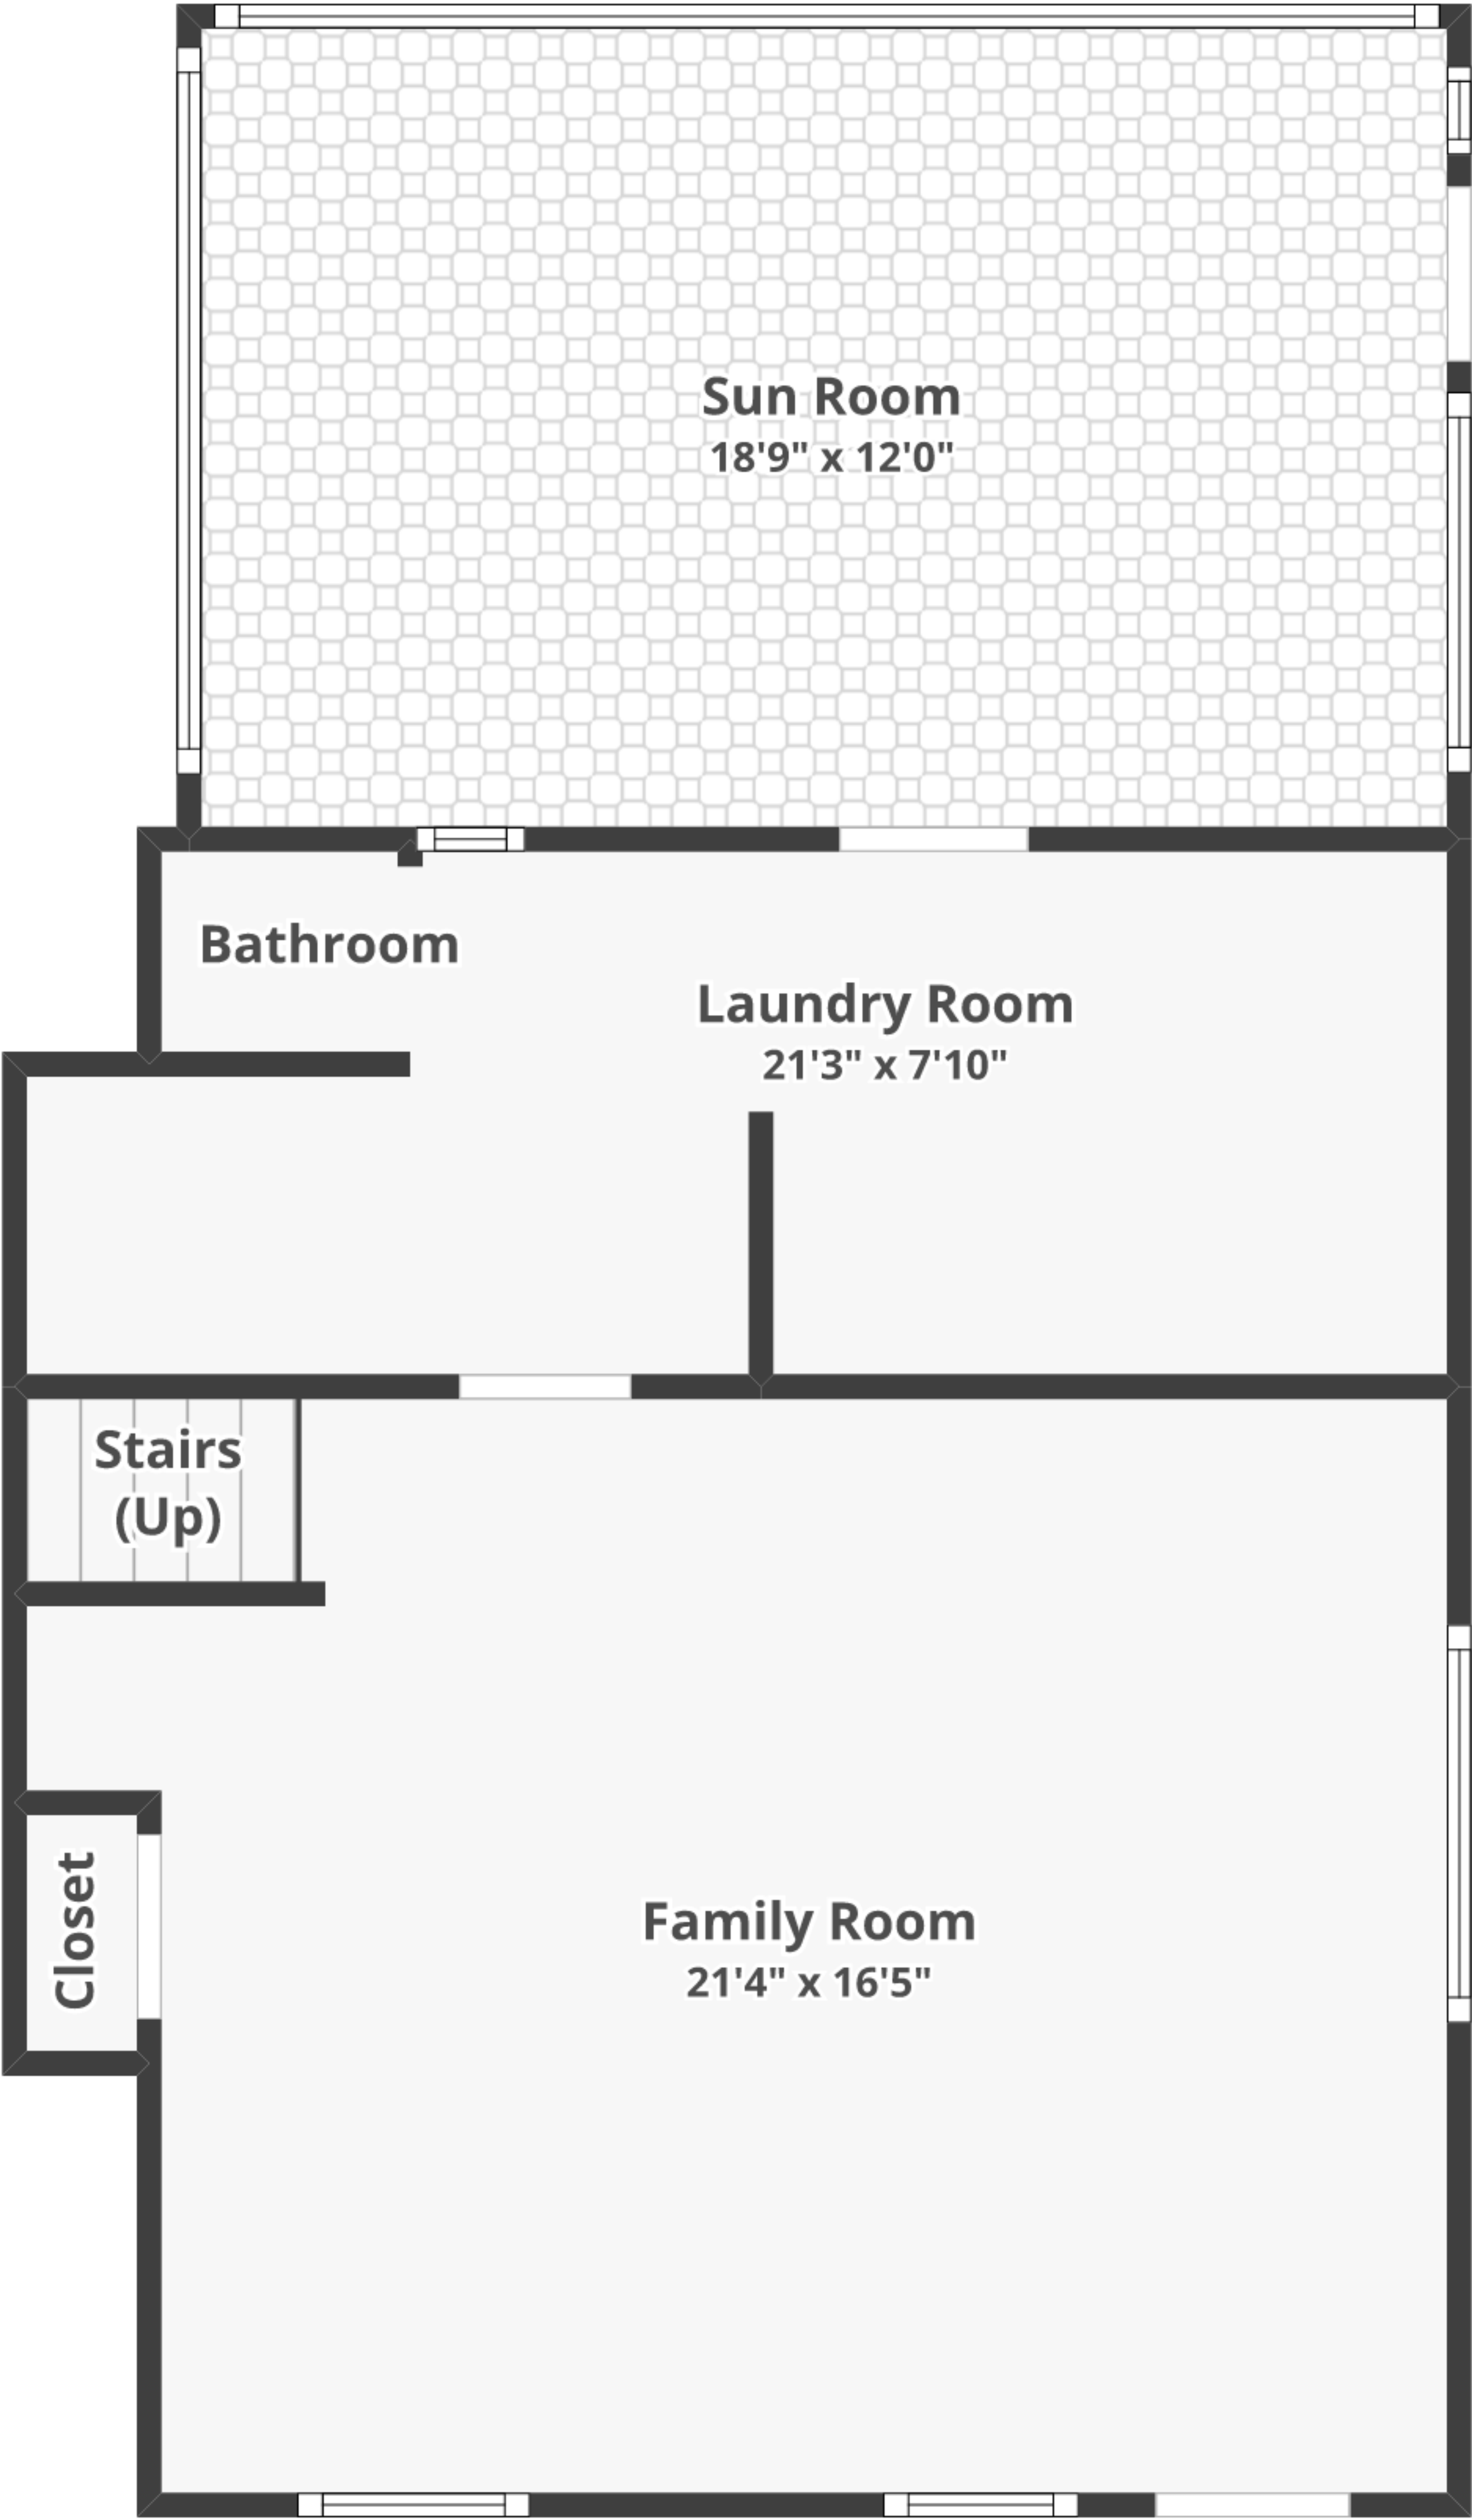 Sun Room
18'9" x 12'0"
Bathroom
Laundry Room
21'3" x 7'10"
Stairs
(Up)
Closet
Family Room
21'4" x 16'5"